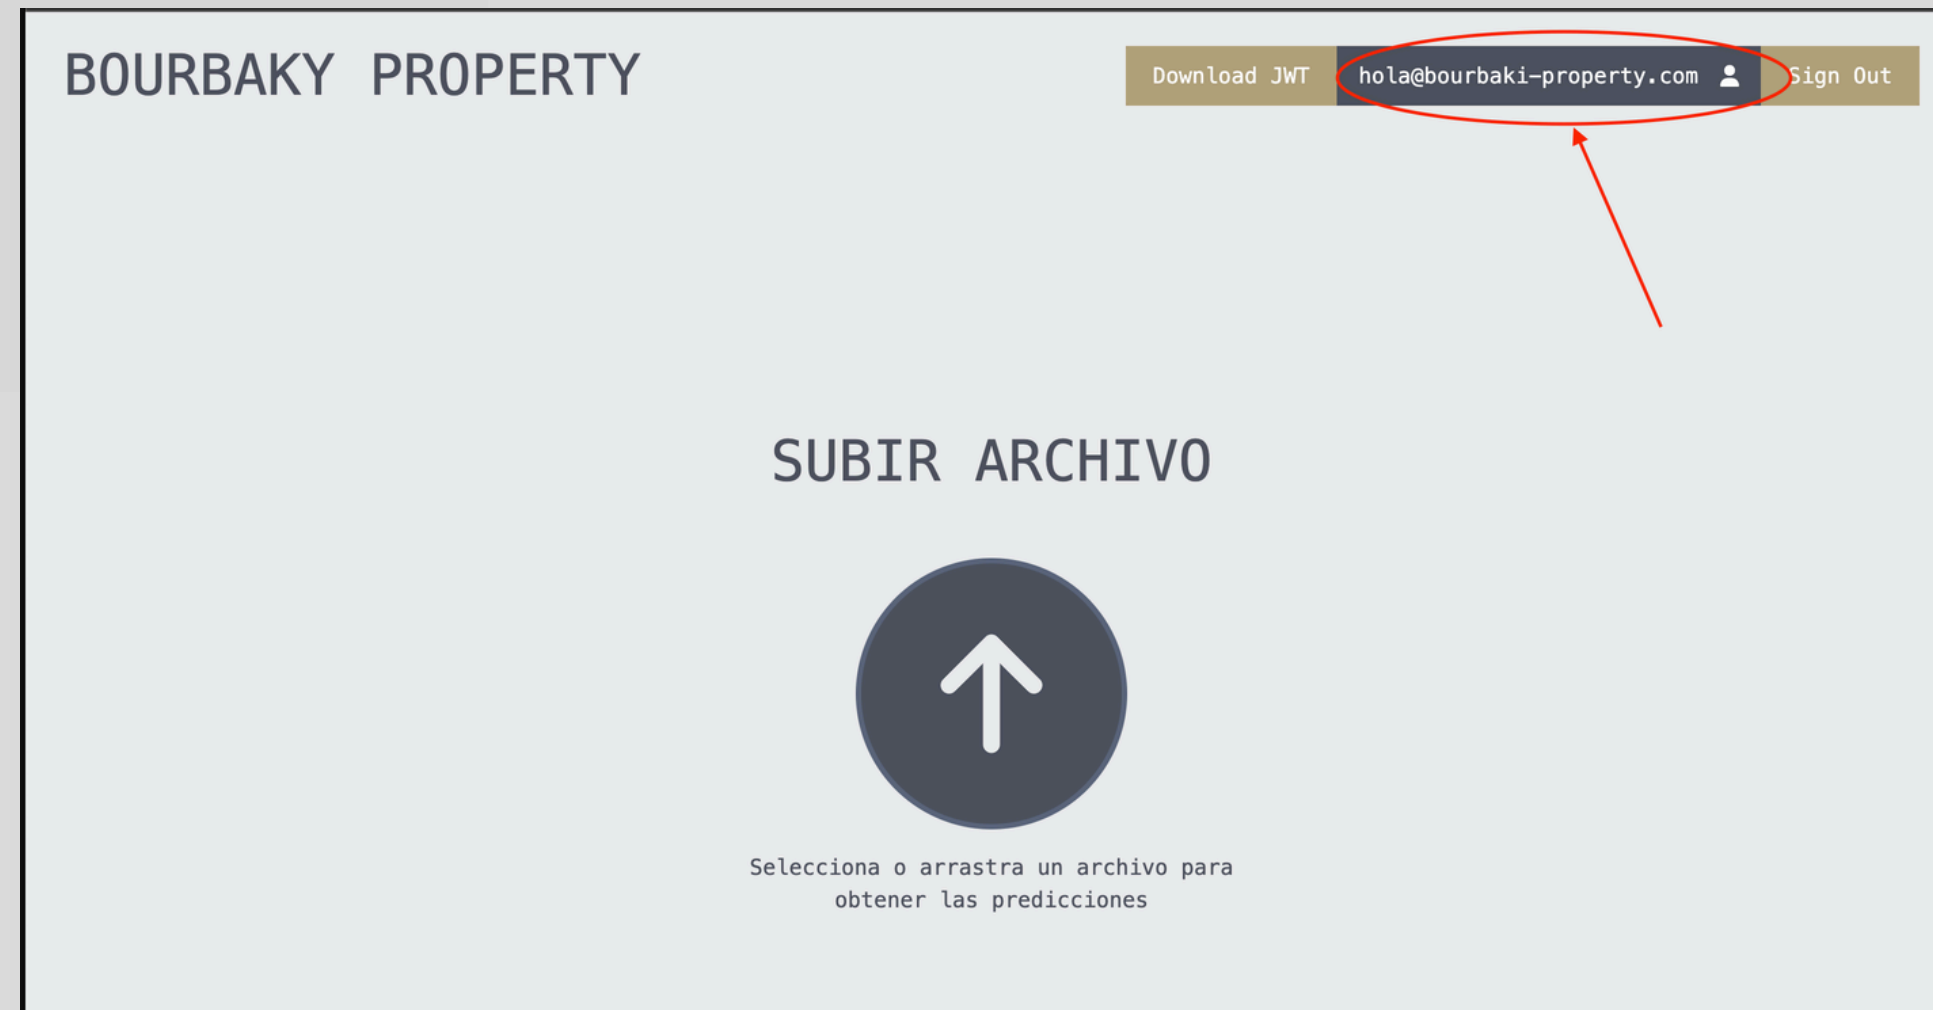 BOURBAKY PROPERTY
Download JWT
hola@bourbaki-property.com
Sign Out
SUBIR ARCHIVO
Selecciona o arrastra un archivo para
obtener las predicciones